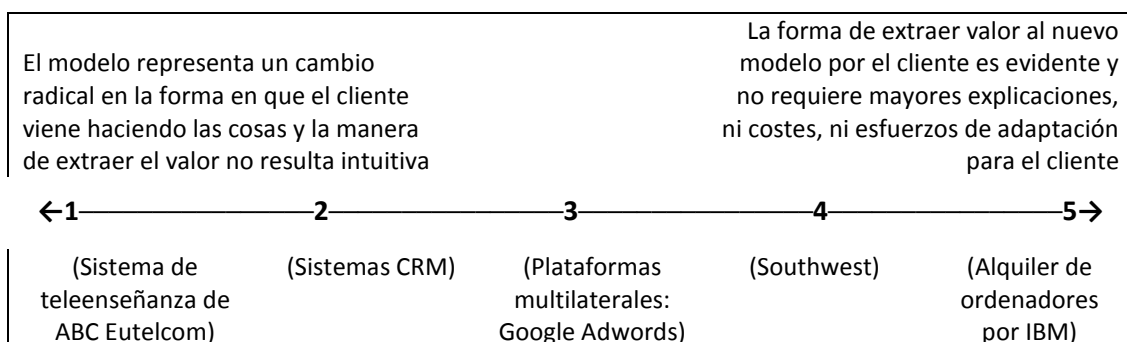 El modelo representa un cambio
radical en la forma en que el cliente
viene haciendo las cosas y la manera
de extraer el valor no resulta intuitiva
La forma de extraer valor al nuevo
modelo por el cliente es evidente y
no requiere mayores explicaciones,
ni costes, ni esfuerzos de adaptación
para el cliente
←1—2—3—4—5→
(Sistema de
teleenseñanza de
ABC Eutelcom)
(Sistemas CRM)
(Plataformas
multilaterales:
Google Adwords)
(Southwest)
(Alquiler de
ordenadores
por IBM)